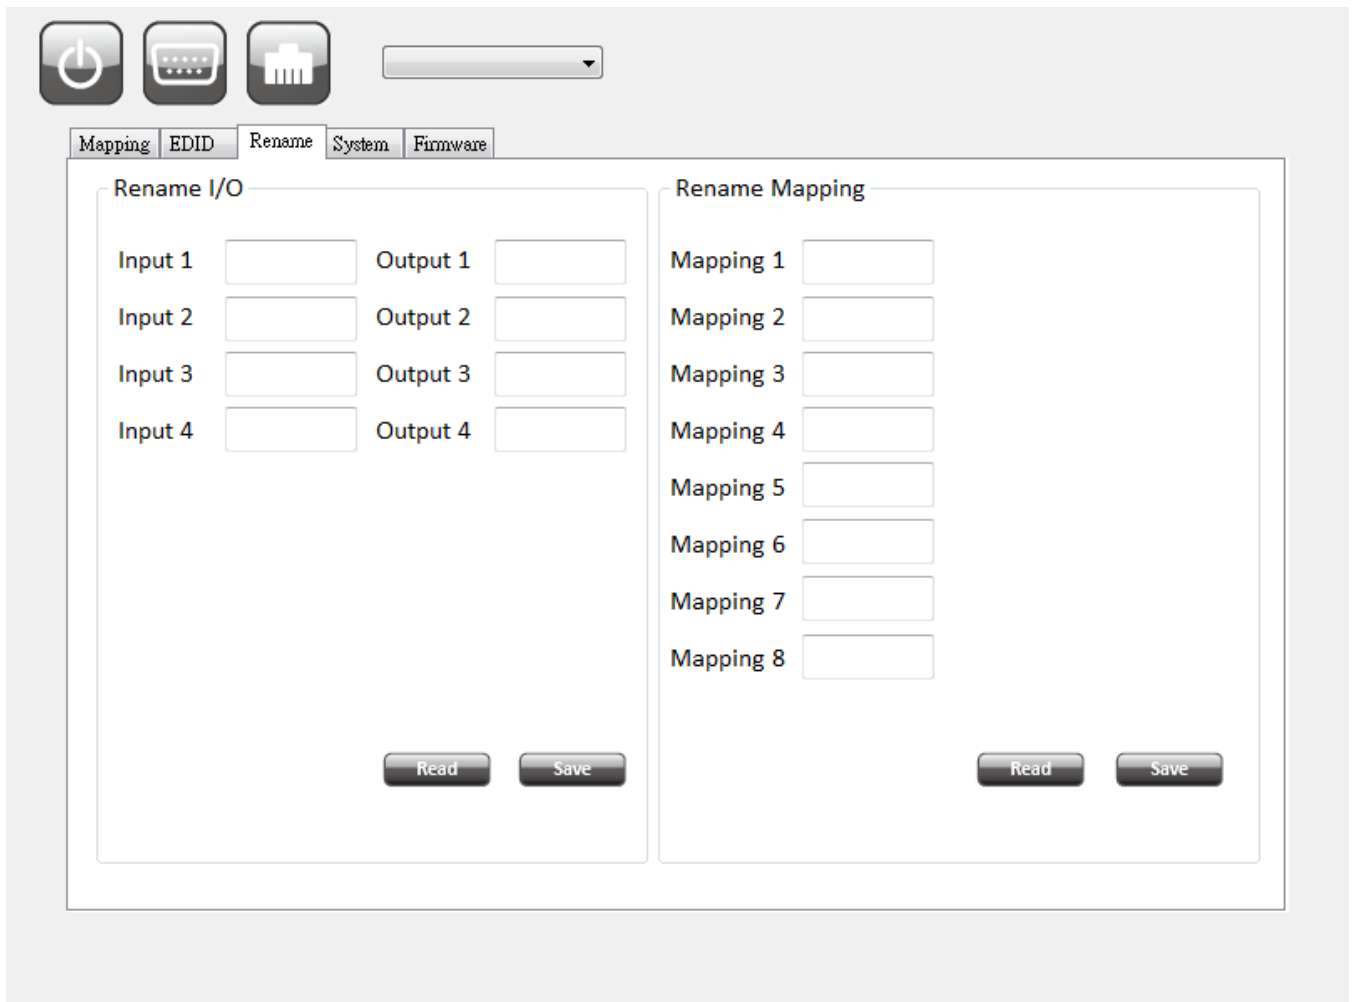 Mapping EDID Rename System Firmware
Rename I/O
Rename Mapping
Input 1 Output 1 Mapping 1
Input 2 Output 2 Mapping 2
Input 3 Output 3 Mapping 3
Input 4 Output 4 Mapping 4
Mapping 5
Mapping 6
Mapping 7
Mapping 8
Read Save Read Save